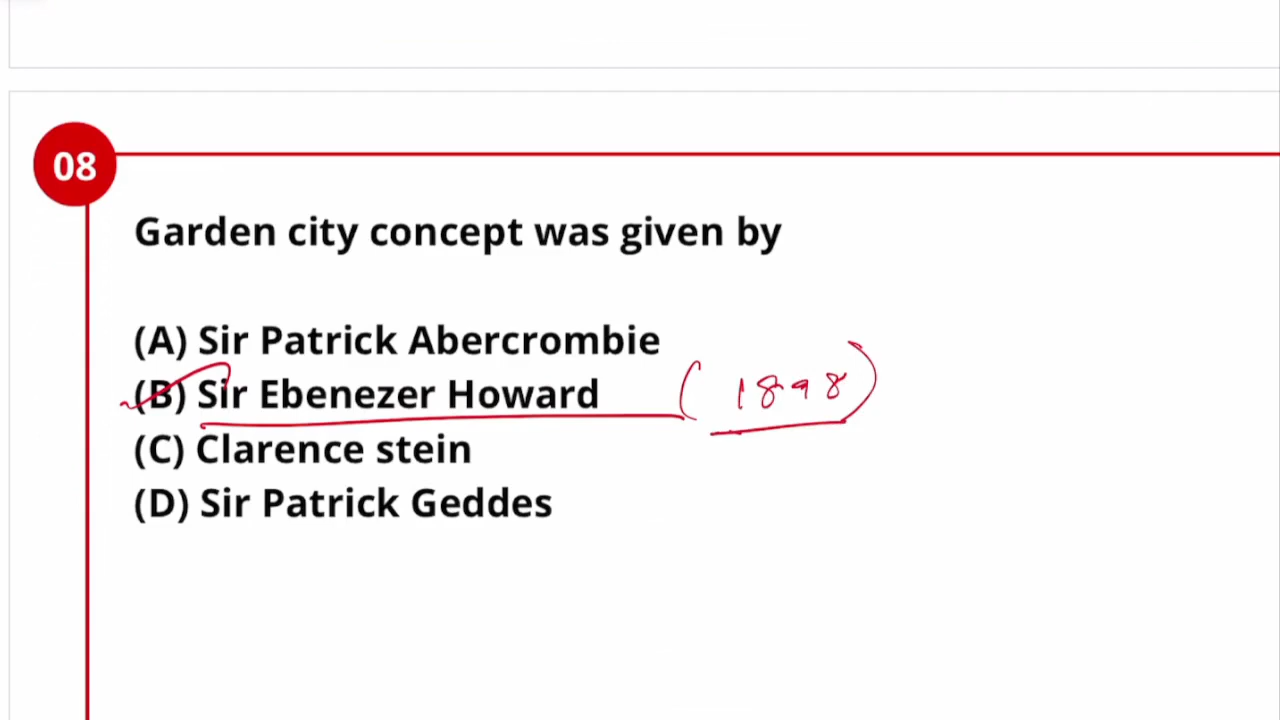 08
Garden city concept was given by
(A) Sir Patrick Abercrombie
(B) Sir Ebenezer Howard (1898)
(C) Clarence stein
(D) Sir Patrick Geddes